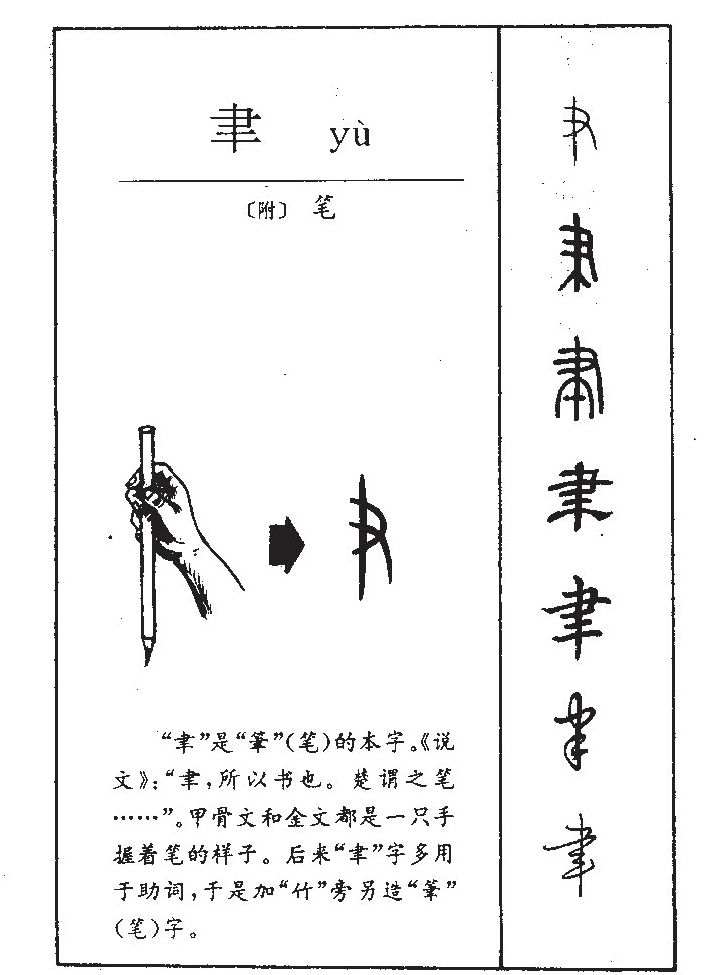 聿 yù
〔附〕 笔
“聿”是“筆”(笔)的本字。《说
文》:“聿,所以书也。楚谓之笔
……”。甲骨文和金文都是一只手
握着笔的样子。后来“聿”字多用
于助词,于是加“竹”旁另造“筆”
(笔)字。